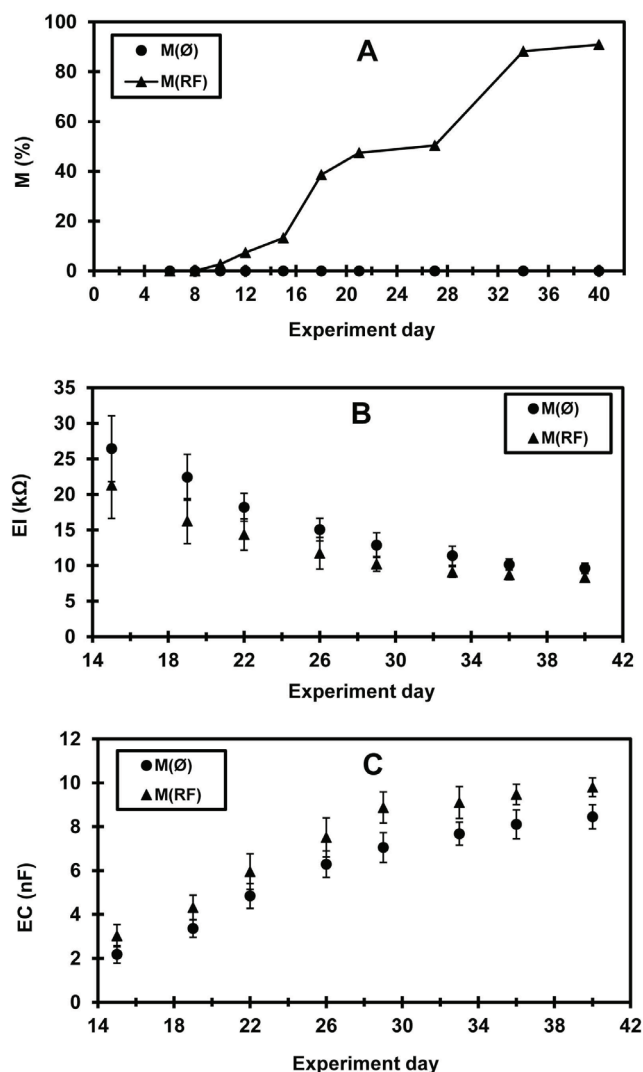 A
M(Ø)
M(RF)
100
80
60
40
20
0
M (%)
0 4 8 12 16 20 24 28 32 36 40
Experiment day
B
M(Ø)
M(RF)
35
30
25
20
15
10
5
0
EI (kΩ)
14 18 22 26 30 34 38 42
Experiment day
C
M(Ø)
M(RF)
12
10
8
6
4
2
0
EC (nF)
14 18 22 26 30 34 38 42
Experiment day